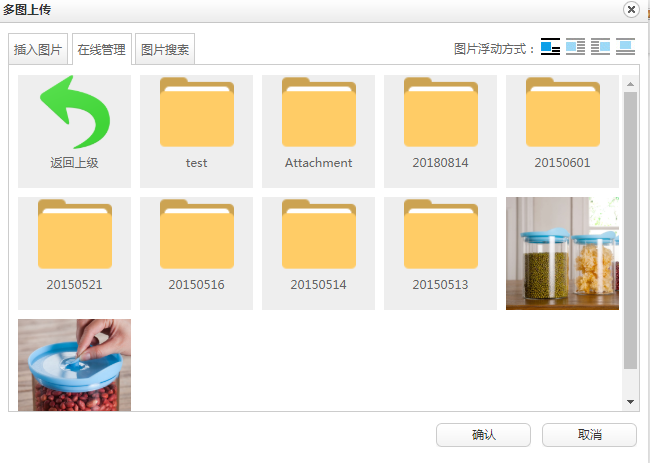 多图上传
插入图片 在线管理 图片搜索 图片浮动方式：
返回上级 test Attachment 20180814 20150601
20150521 20150516 20150514 20150513
确认 取消